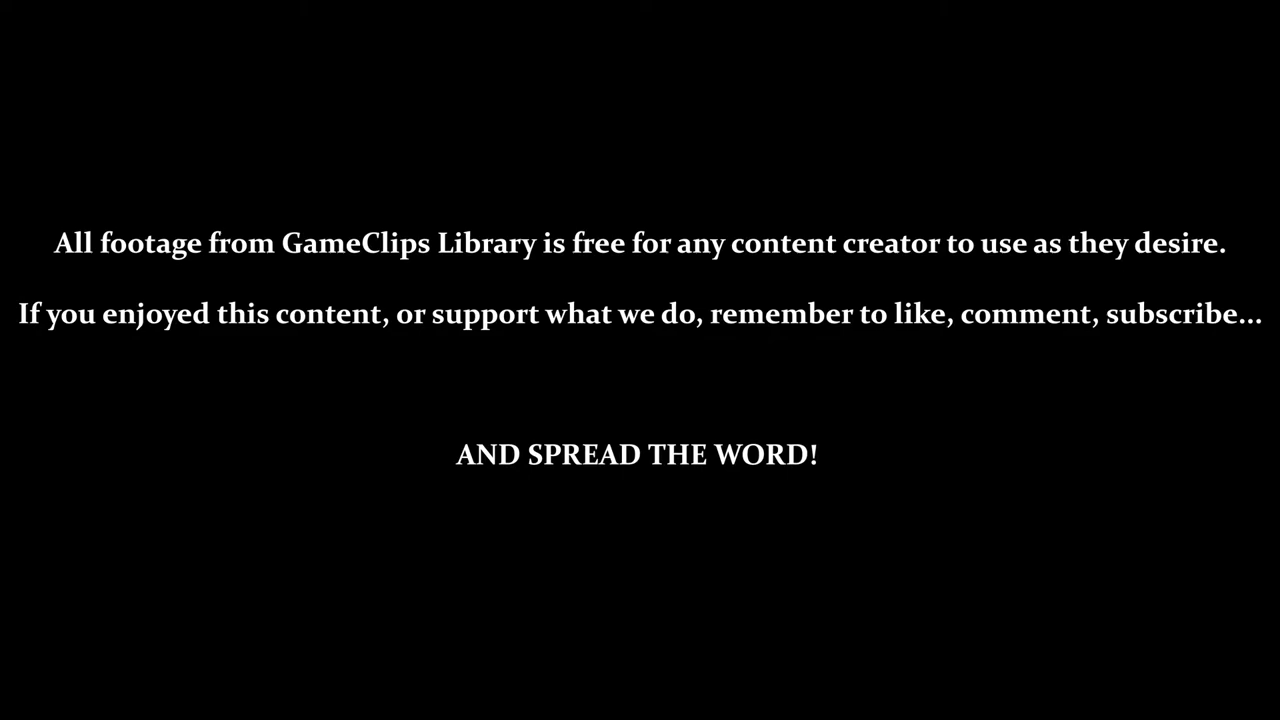 All footage from GameClips Library is free for any content creator to use as they desire.
If you enjoyed this content, or support what we do, remember to like, comment, subscribe...
AND SPREAD THE WORD!